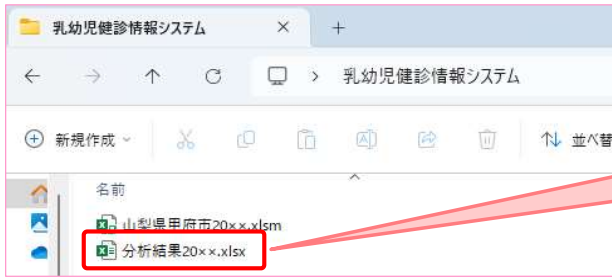 乳幼児健診情報システム
乳幼児健診情報システム
新規作成
並べ替
名前
山梨県甲府市20××.xlsm
分析結果20××.xlsx